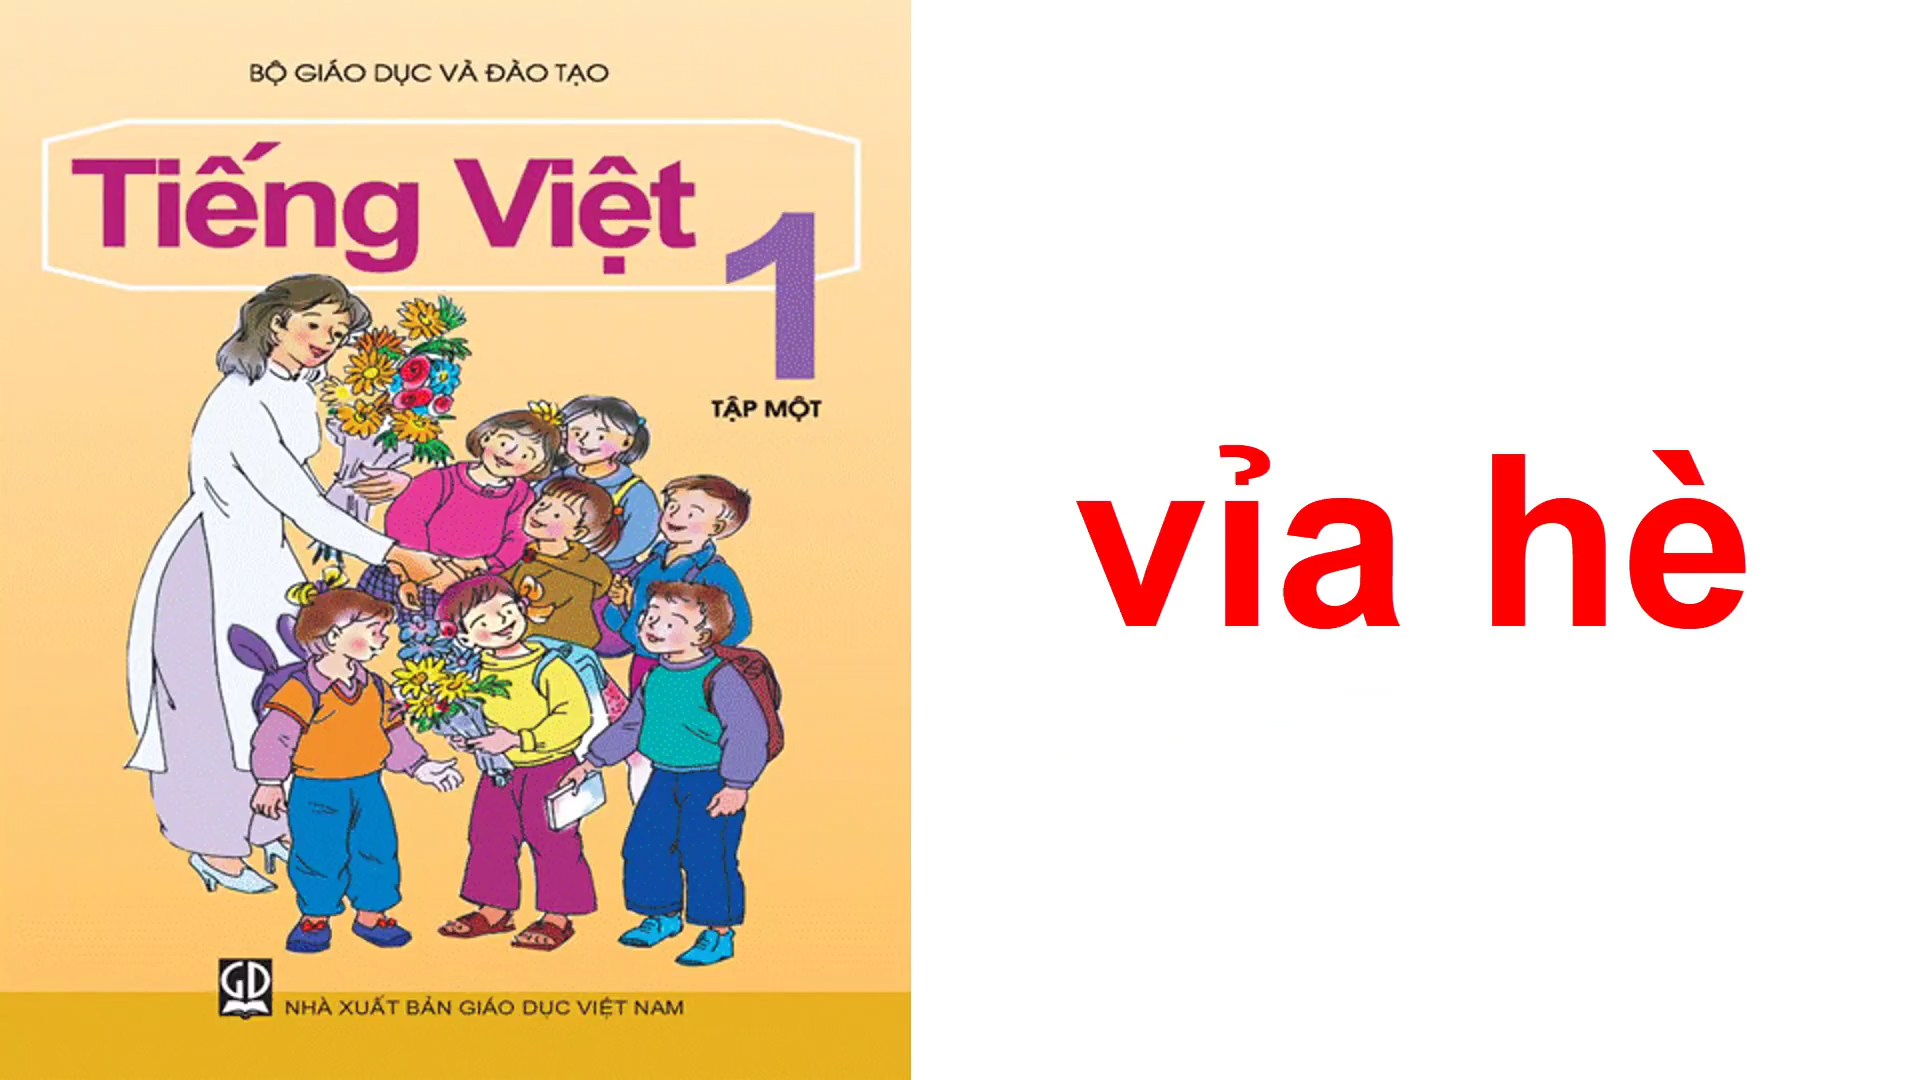 BỘ GIÁO DỤC VÀ ĐÀO TẠO
Tiếng Việt
1
TẬP MỘT
vỉa hè
GD
NHÀ XUẤT BẢN GIÁO DỤC VIỆT NAM